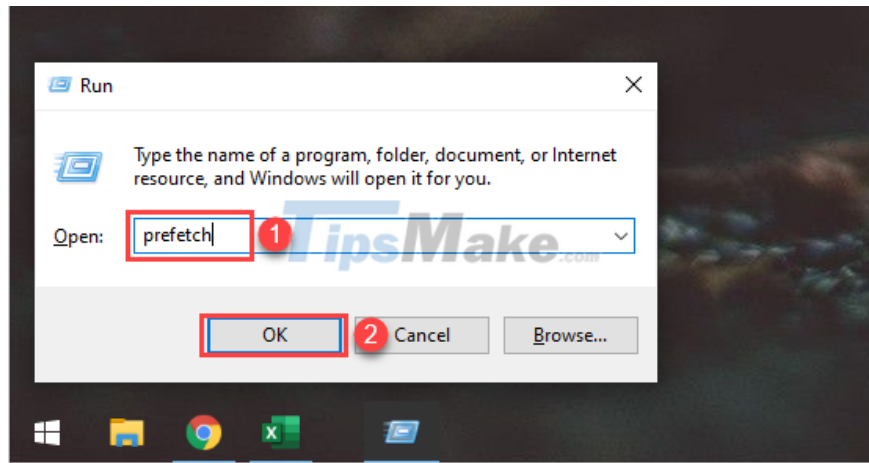 Run
Type the name of a program, folder, document, or Internet
resource, and Windows will open it for you.
Open:
prefetch
1
TipsMake.com
OK
2
Cancel
Browse...